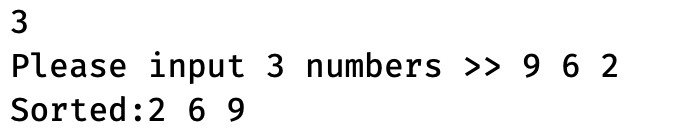 3
Please input 3 numbers >> 9 6 2
Sorted:2 6 9